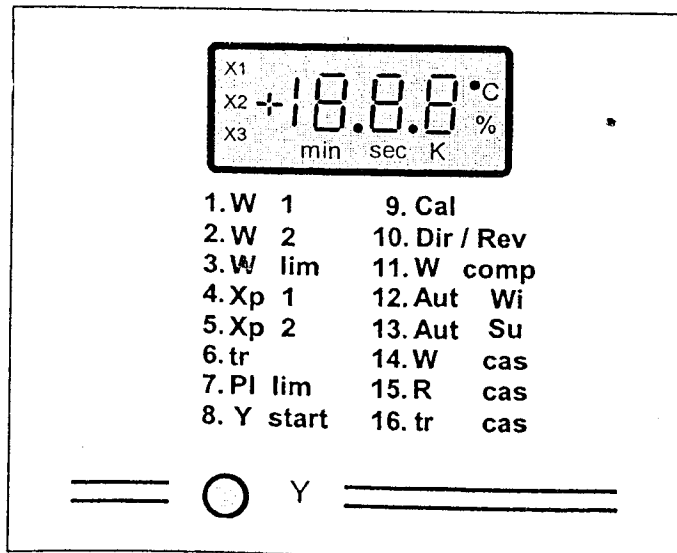 X1
X2 +18.8.8 °C
X3 %
min sec K
1. W 1
2. W 2
3. W lim
4. Xp 1
5. Xp 2
6. tr
7. PI lim
8. Y start
9. Cal
10. Dir / Rev
11. W comp
12. Aut Wi
13. Aut Su
14. W cas
15. R cas
16. tr cas
Y